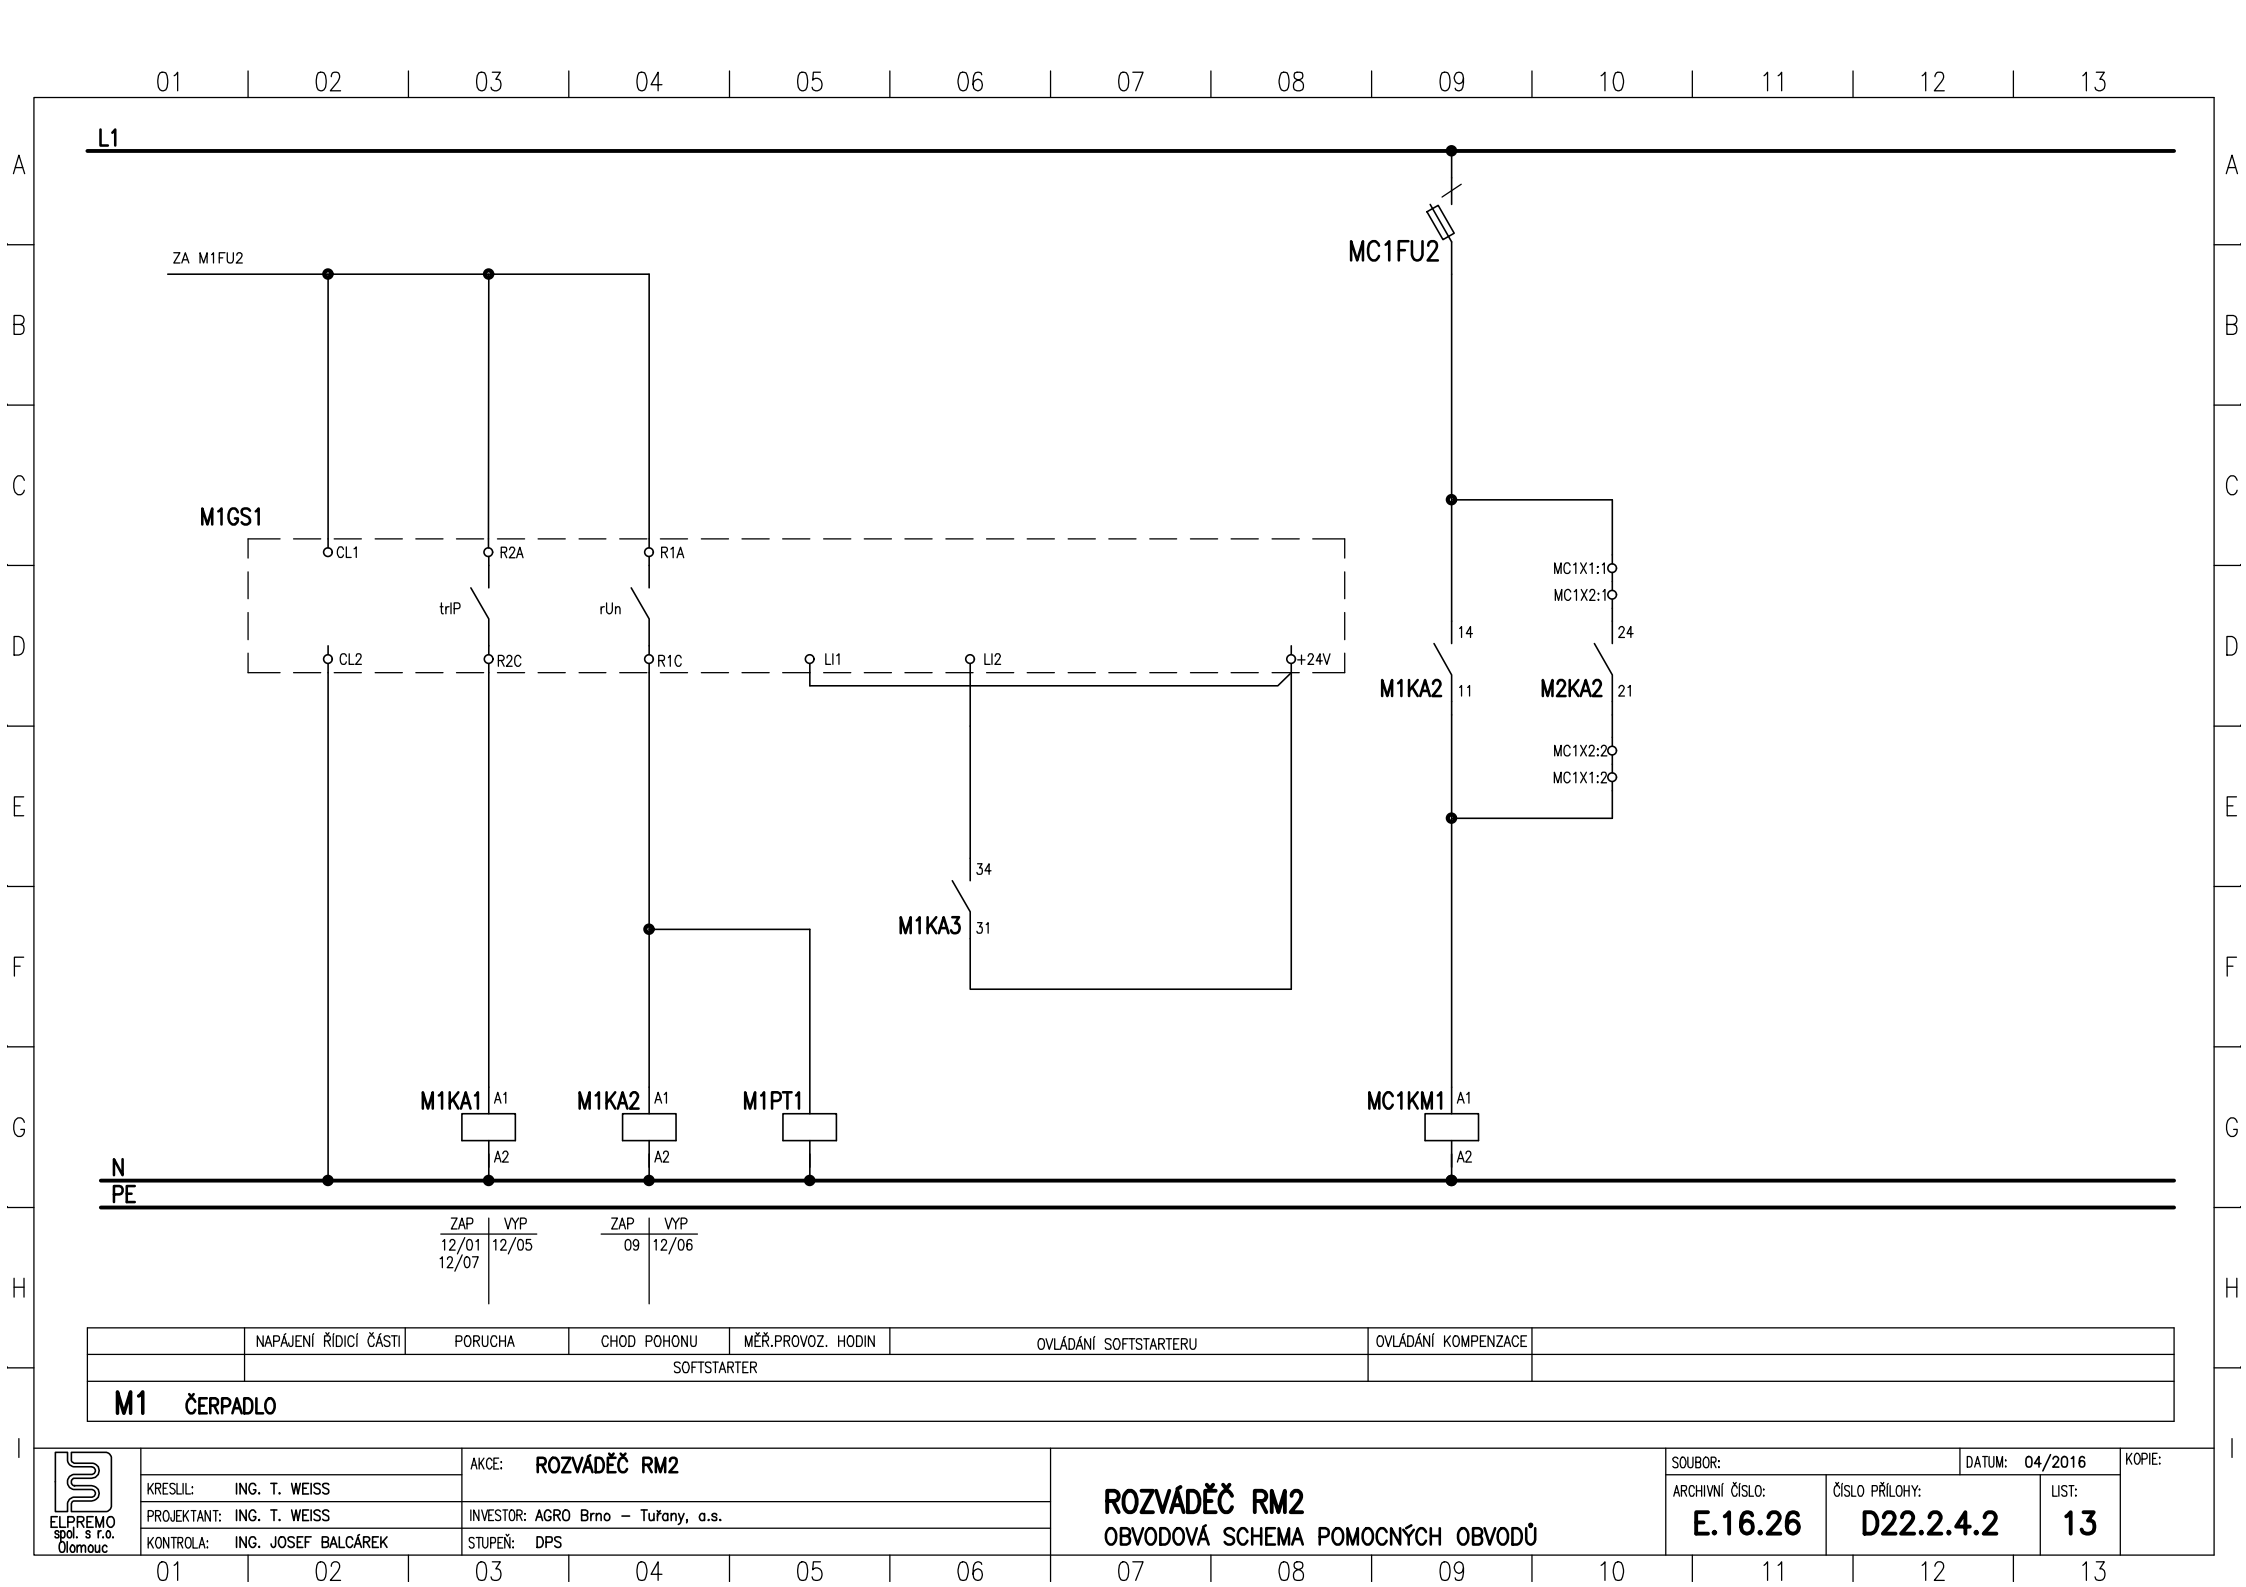 01 02 03 04 05 06 07 08 09 10 11 12 13
L1
A A
ZA M1FU2
MC1FU2
B B
C C
M1GS1
CL1 R2A R1A
MC1X1:1
MC1X2:1
trIP rUn
14 24
D D
CL2 R2C R1C LI1 LI2 +24V
M1KA2 11 M2KA2 21
MC1X2:2
MC1X1:2
E E
34
M1KA3 31
F F
M1KA1 A1 M1KA2 A1 M1PT1 MC1KM1 A1
G G
A2 A2 A2
N
PE
ZAP VYP ZAP VYP
12/01 12/05 09 12/06
12/07
H H
NAPÁJENÍ ŘÍDICÍ ČÁSTI PORUCHA CHOD POHONU MĚŘ.PROVOZ. HODIN OVLÁDÁNÍ SOFTSTARTERU OVLÁDÁNÍ KOMPENZACE
SOFTSTARTER
M1 ČERPADLO
I I
ELPREMO
spol. s r.o.
Olomouc
KRESLIL: ING. T. WEISS
PROJEKTANT: ING. T. WEISS
KONTROLA: ING. JOSEF BALCÁREK
AKCE: ROZVÁDĚČ RM2
INVESTOR: AGRO Brno – Tuřany, a.s.
STUPEŇ: DPS
ROZVÁDĚČ RM2
OBVODOVÁ SCHEMA POMOCNÝCH OBVODŮ
SOUBOR: DATUM: 04/2016 KOPIE:
ARCHIVNÍ ČÍSLO: ČÍSLO PŘÍLOHY: LIST:
E.16.26 D22.2.4.2 13
01 02 03 04 05 06 07 08 09 10 11 12 13